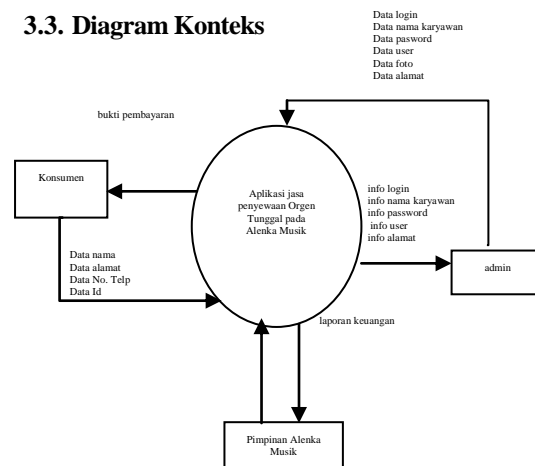 3.3. Diagram Konteks
Data login
Data nama karyawan
Data pasword
Data user
Data foto
Data alamat
bukti pembayaran
Konsumen
Aplikasi jasa
penyewaan Orgen
Tunggal pada
Alenka Musik
info login
info nama karyawan
info password
info user
info alamat
admin
Data nama
Data alamat
Data No. Telp
Data Id
laporan keuangan
Pimpinan Alenka
Musik